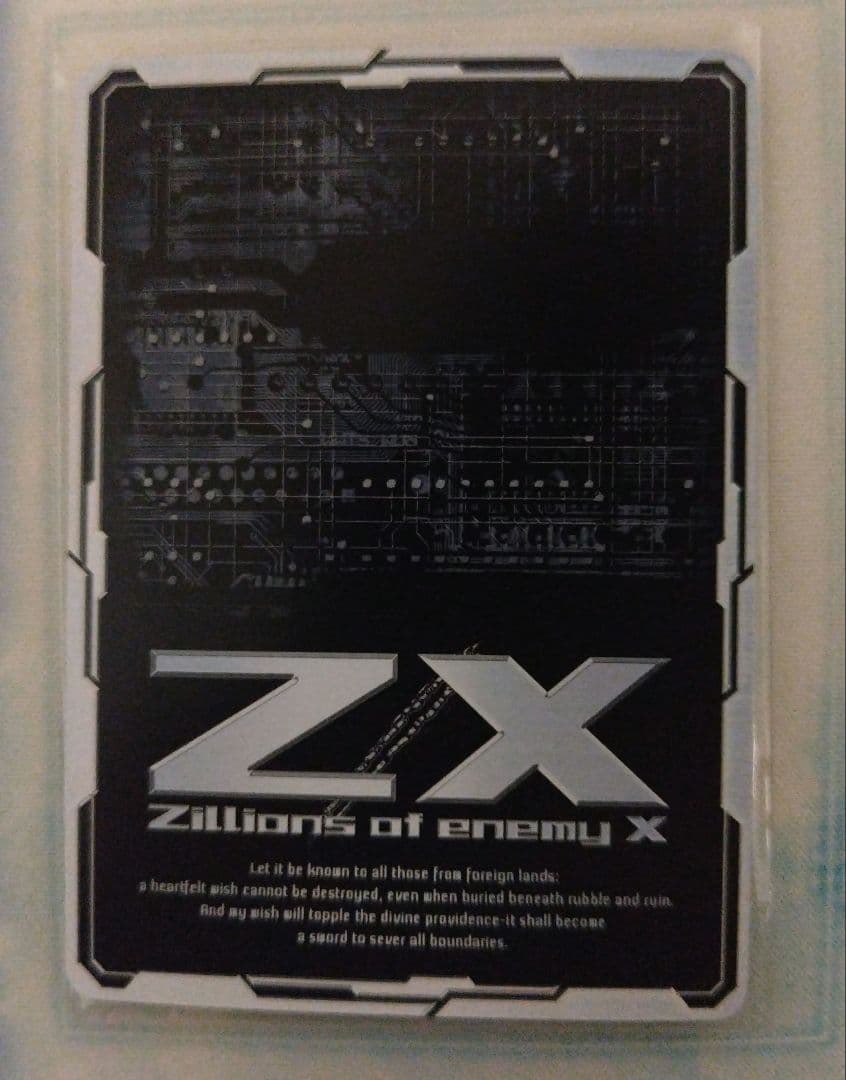 Z/X
Zillions of enemy X
Let it be known to all those from foreign lands:
a heartfelt wish cannot be destroyed, even when buried beneath rubble and ruin.
And my wish will topple the divine providence-it shall become
a sword to sever all boundaries.